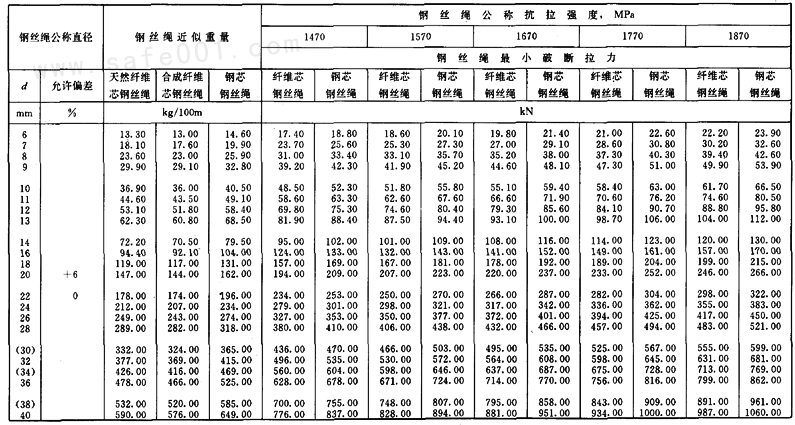 钢丝绳公称直径 钢丝绳近似重量 钢丝绳公称抗拉强度，MPa
1470 1570 1670 1770 1870
钢丝绳最小破断拉力
d 允许偏差 天然纤维芯钢丝绳 合成纤维芯钢丝绳 钢芯钢丝绳 纤维芯钢丝绳 钢芯钢丝绳 纤维芯钢丝绳 钢芯钢丝绳 纤维芯钢丝绳 钢芯钢丝绳 纤维芯钢丝绳 钢芯钢丝绳 纤维芯钢丝绳 钢芯钢丝绳
mm % kg/100m kN
6 13.30 13.00 14.60 17.40 18.80 18.60 20.10 19.80 21.40 21.00 22.60 22.20 23.90
7 18.10 17.60 19.90 23.70 25.60 25.30 27.30 27.00 29.10 28.60 30.80 30.20 32.60
8 23.60 23.00 25.90 31.00 33.40 33.10 35.70 35.20 38.00 37.30 40.30 39.40 42.60
9 29.90 29.10 32.80 39.20 42.30 41.90 45.20 44.60 48.10 47.30 51.00 49.90 53.90
10 36.90 36.00 40.50 48.50 52.30 51.80 55.80 55.10 59.40 58.40 63.00 61.70 66.50
11 44.60 43.50 49.10 58.60 63.30 62.60 67.60 66.60 71.90 70.60 76.20 74.60 80.50
12 53.10 51.80 58.40 69.80 75.30 74.60 80.40 79.30 85.60 84.10 90.70 88.80 95.80
13 62.30 60.80 68.50 81.90 88.40 87.50 94.40 93.10 100.00 98.70 106.00 104.00 112.00
14 72.20 70.50 79.50 95.00 102.00 101.00 109.00 108.00 116.00 114.00 123.00 120.00 130.00
16 94.40 92.10 104.00 124.00 133.00 132.00 143.00 141.00 152.00 149.00 161.00 157.00 170.00
18 119.00 117.00 131.00 157.00 169.00 167.00 181.00 178.00 192.00 189.00 204.00 199.00 215.00
20 +6 147.00 144.00 162.00 194.00 209.00 207.00 223.00 220.00 237.00 233.00 252.00 246.00 266.00
22 0 178.00 174.00 196.00 234.00 253.00 250.00 270.00 266.00 287.00 282.00 304.00 298.00 322.00
24 212.00 207.00 234.00 279.00 301.00 298.00 321.00 317.00 342.00 336.00 362.00 355.00 383.00
26 249.00 243.00 274.00 327.00 353.00 350.00 377.00 372.00 401.00 394.00 425.00 417.00 450.00
28 289.00 282.00 318.00 380.00 410.00 406.00 438.00 432.00 466.00 457.00 494.00 483.00 521.00
(30) 332.00 324.00 365.00 436.00 470.00 466.00 503.00 495.00 535.00 525.00 567.00 555.00 599.00
32 377.00 369.00 415.00 496.00 535.00 530.00 572.00 564.00 608.00 598.00 645.00 631.00 681.00
(34) 426.00 416.00 469.00 560.00 604.00 598.00 646.00 637.00 687.00 675.00 728.00 713.00 769.00
36 478.00 466.00 525.00 628.00 678.00 671.00 724.00 714.00 770.00 756.00 816.00 799.00 862.00
(38) 532.00 520.00 585.00 700.00 755.00 748.00 807.00 795.00 858.00 843.00 909.00 891.00 961.00
40 590.00 576.00 649.00 776.00 837.00 828.00 894.00 881.00 951.00 934.00 1000.00 987.00 1060.00
www.safe001.com